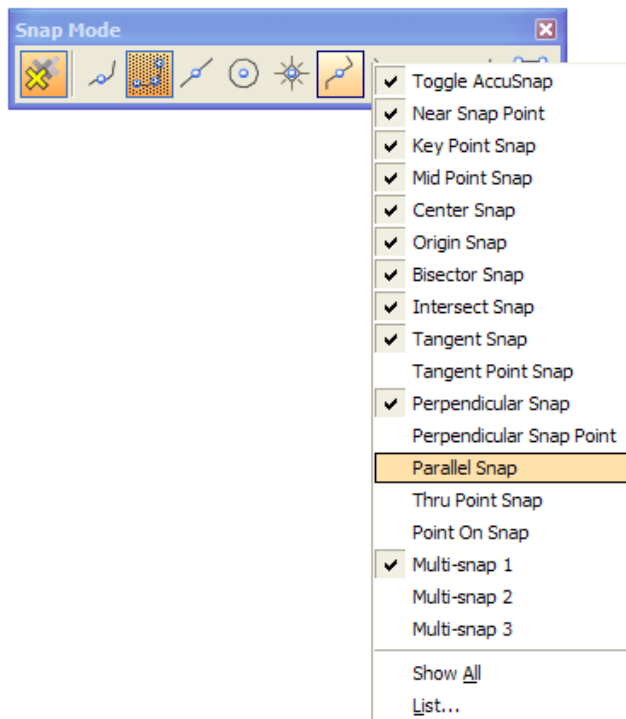 Snap Mode
Toggle AccuSnap
Near Snap Point
Key Point Snap
Mid Point Snap
Center Snap
Origin Snap
Bisector Snap
Intersect Snap
Tangent Snap
Tangent Point Snap
Perpendicular Snap
Perpendicular Snap Point
Parallel Snap
Thru Point Snap
Point On Snap
Multi-snap 1
Multi-snap 2
Multi-snap 3
Show All
List...